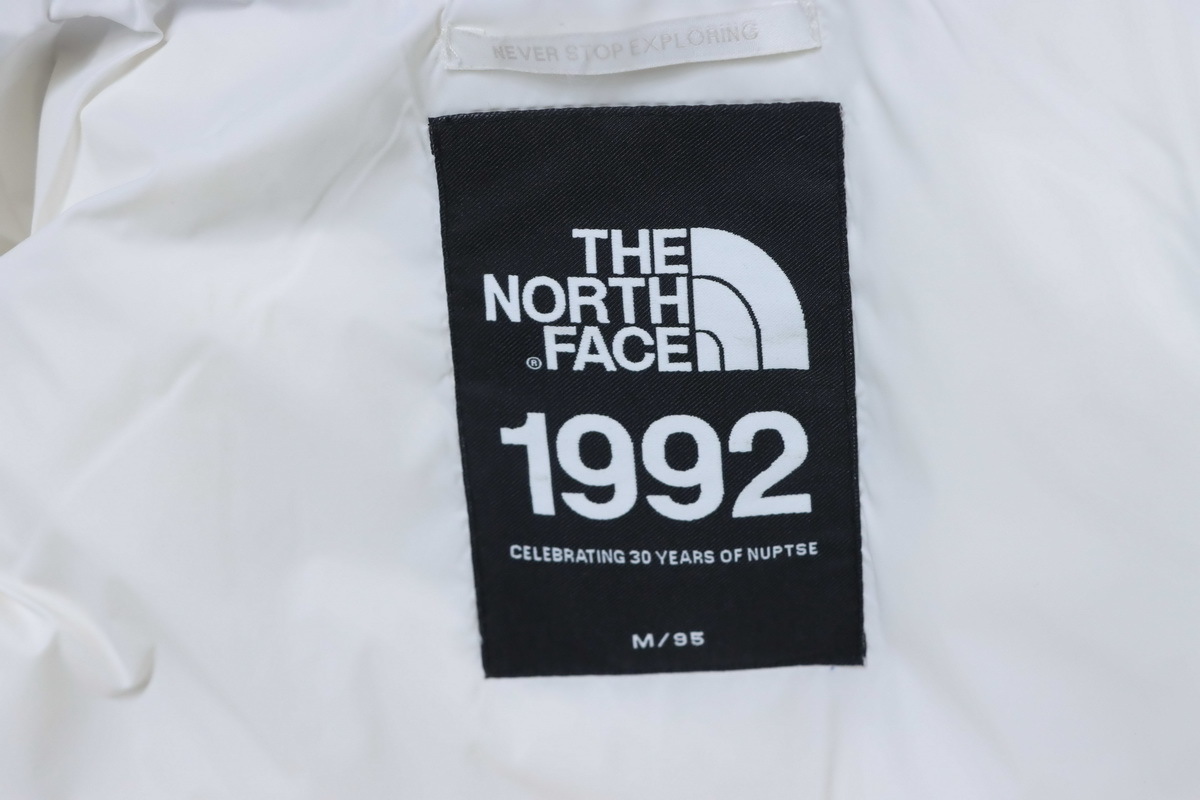 NEVER STOP EXPLORING
THE
NORTH
®FACE
1992
CELEBRATING 30 YEARS OF NUPTSE
M/95